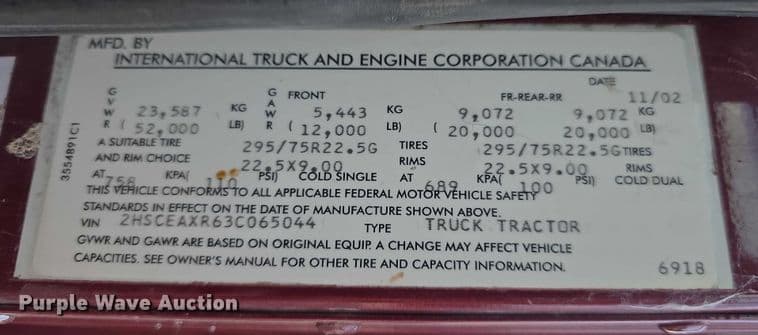 MFD. BY
INTERNATIONAL TRUCK AND ENGINE CORPORATION CANADA
DATE
G V W R G A W R FRONT FR-REAR-RR 11/02
23,587 KG 5,443 KG 9,072 9,072 KG
( 52,000 LB) ( 12,000 LB) ( 20,000 20,000 LB)
A SUITABLE TIRE 295/75R22.5G TIRES 295/75R22.5G TIRES
AND RIM CHOICE 22.5X9.00 RIMS 22.5X9.00 RIMS
AT 758 KPA( 110 PSI) COLD SINGLE AT 689 KPA( 100 PSI) COLD DUAL
THIS VEHICLE CONFORMS TO ALL APPLICABLE FEDERAL MOTOR VEHICLE SAFETY
STANDARDS IN EFFECT ON THE DATE OF MANUFACTURE SHOWN ABOVE.
VIN 2HSCEAXR63C065044 TYPE TRUCK TRACTOR
GVWR AND GAWR ARE BASED ON ORIGINAL EQUIP. A CHANGE MAY AFFECT VEHICLE
CAPACITIES. SEE OWNER'S MANUAL FOR OTHER TIRE AND CAPACITY INFORMATION.
6918
3554891C1
Purple Wave Auction